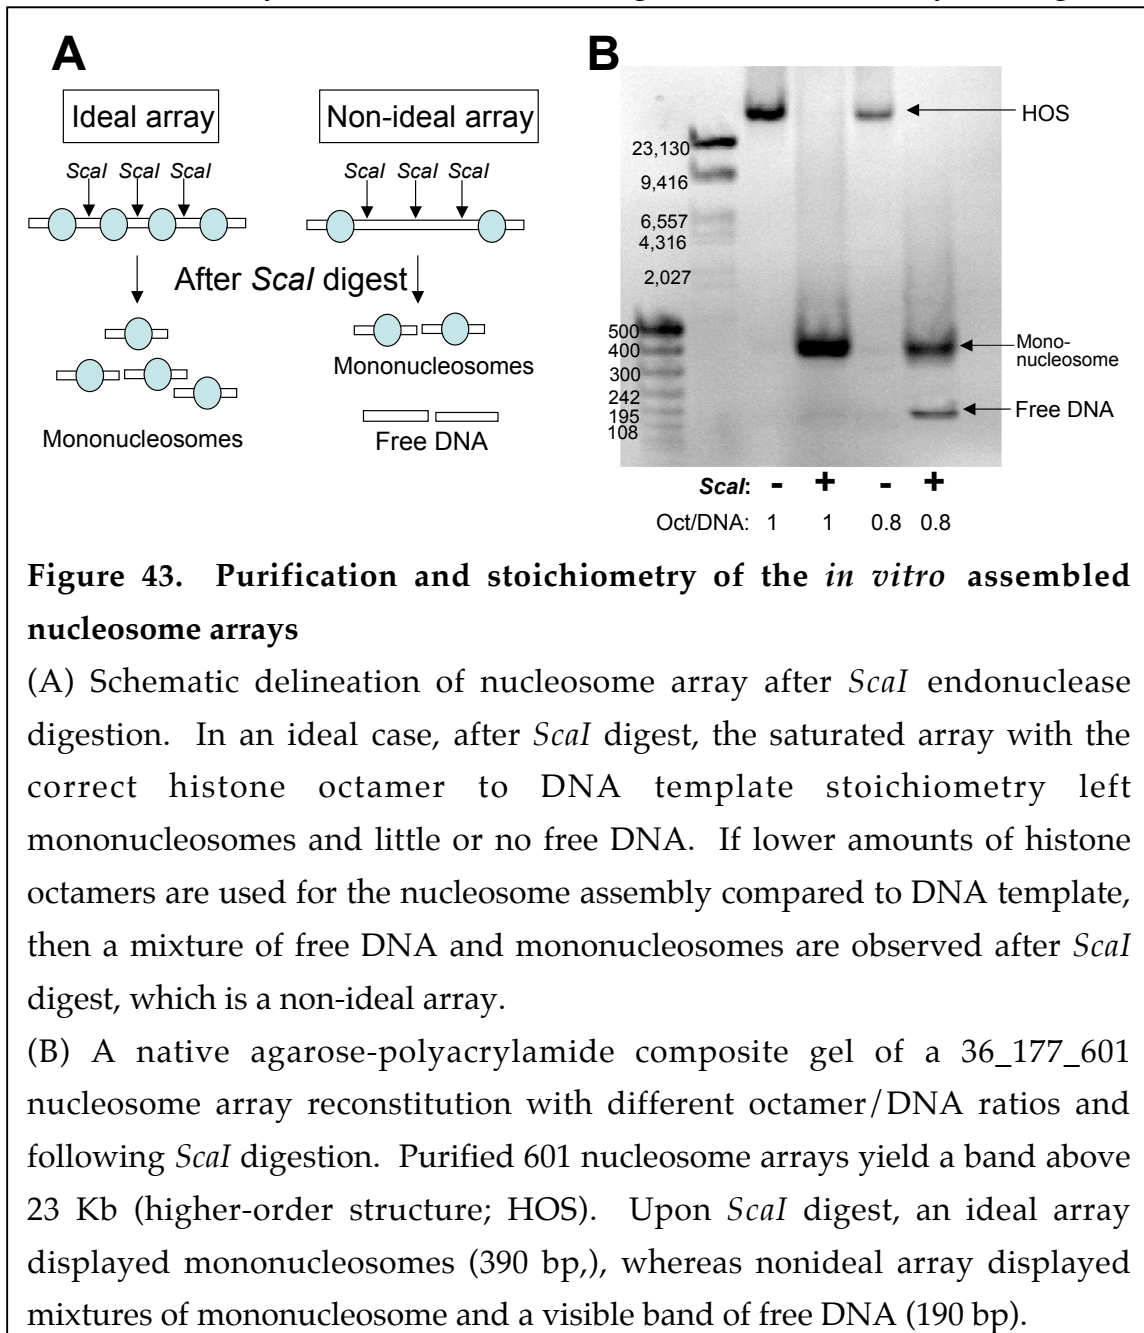 A
B
Ideal array
Non-ideal array
ScaI ScaI ScaI
ScaI ScaI ScaI
After ScaI digest
Mononucleosomes
Mononucleosomes
Free DNA
23,130
9,416
6,557
4,316
2,027
500
400
300
242
195
108
HOS
Mono-
nucleosome
Free DNA
ScaI: - + - +
Oct/DNA: 1 1 0.8 0.8
Figure 43. Purification and stoichiometry of the in vitro assembled
nucleosome arrays
(A) Schematic delineation of nucleosome array after ScaI endonuclease
digestion. In an ideal case, after ScaI digest, the saturated array with the
correct histone octamer to DNA template stoichiometry left
mononucleosomes and little or no free DNA. If lower amounts of histone
octamers are used for the nucleosome assembly compared to DNA template,
then a mixture of free DNA and mononucleosomes are observed after ScaI
digest, which is a non-ideal array.
(B) A native agarose-polyacrylamide composite gel of a 36_177_601
nucleosome array reconstitution with different octamer/DNA ratios and
following ScaI digestion. Purified 601 nucleosome arrays yield a band above
23 Kb (higher-order structure; HOS). Upon ScaI digest, an ideal array
displayed mononucleosomes (390 bp,), whereas nonideal array displayed
mixtures of mononucleosome and a visible band of free DNA (190 bp).